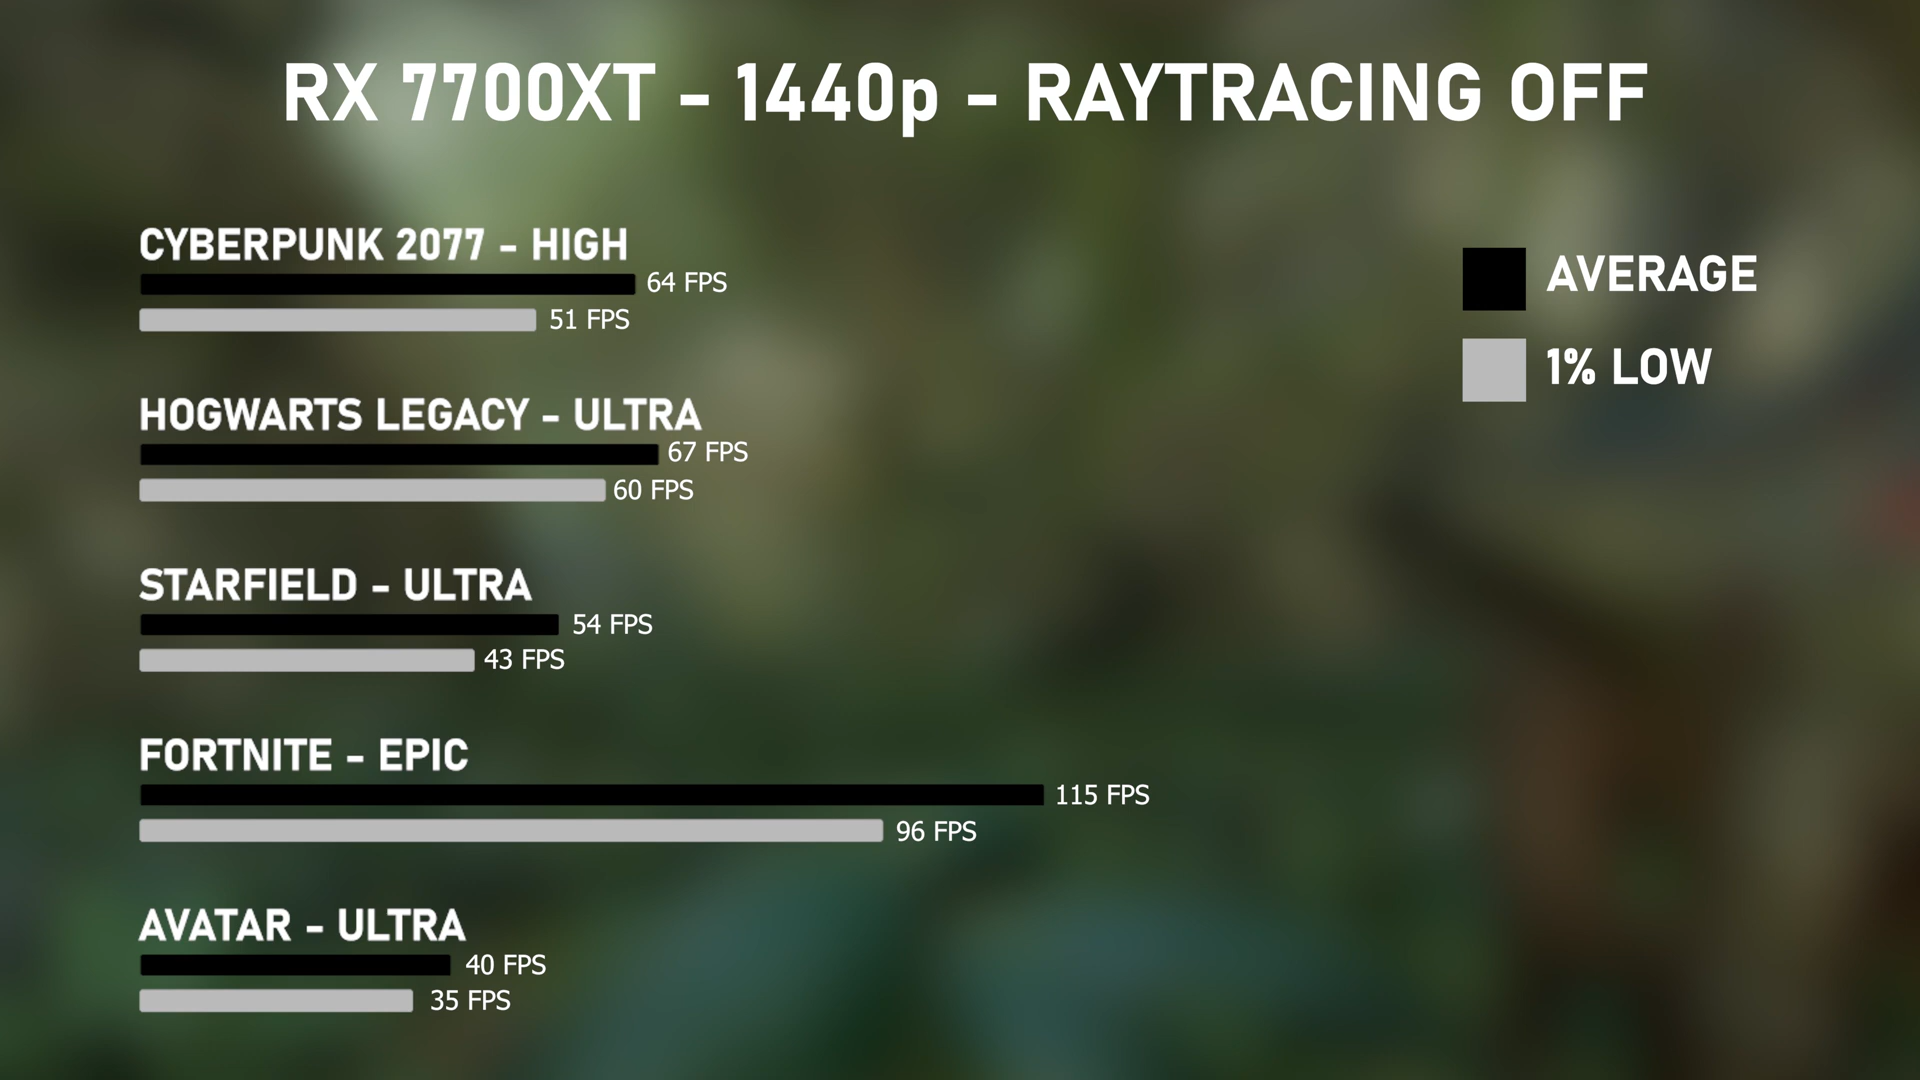 RX 7700XT - 1440p - RAYTRACING OFF
CYBERPUNK 2077 - HIGH
64 FPS
51 FPS
AVERAGE
1% LOW
HOGWARTS LEGACY - ULTRA
67 FPS
60 FPS
STARFIELD - ULTRA
54 FPS
43 FPS
FORTNITE - EPIC
115 FPS
96 FPS
AVATAR - ULTRA
40 FPS
35 FPS